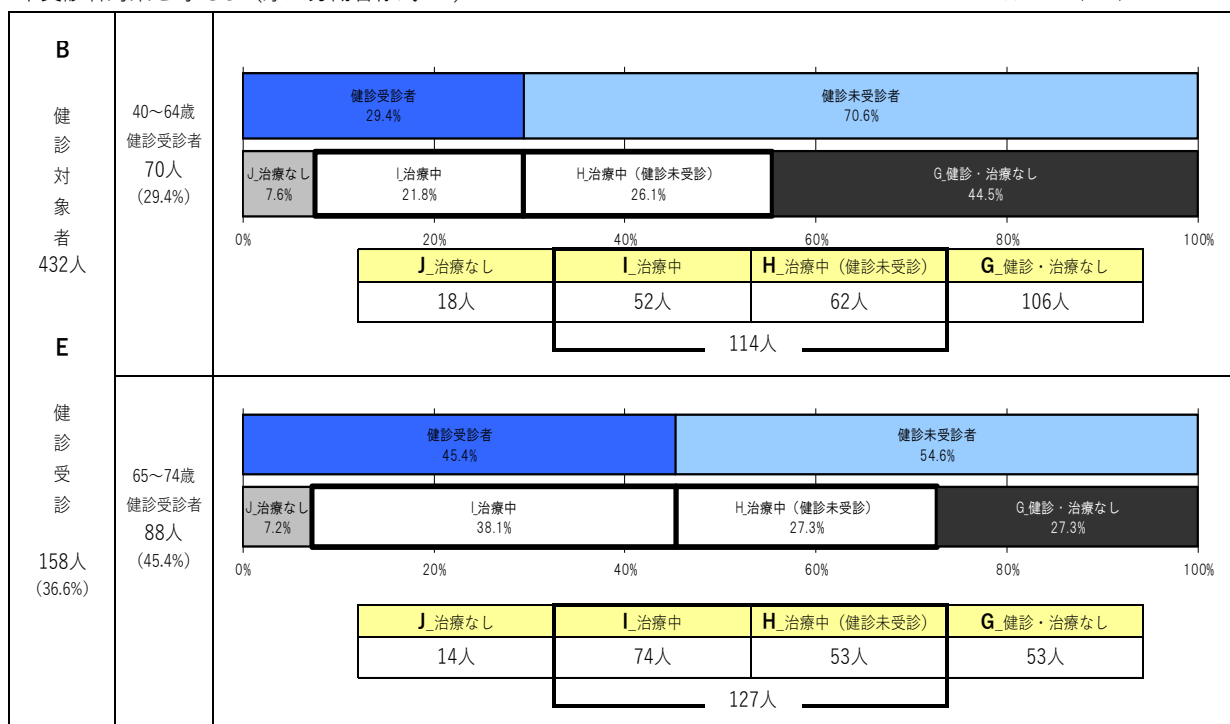 B
健
診
対
象
者
432人
E
健
診
受
診
158人
(36.6%)
40～64歳
健診受診者
70人
(29.4%)
健診受診者
29.4%
健診未受診者
70.6%
J_治療なし
7.6%
I_治療中
21.8%
H_治療中（健診未受診）
26.1%
G_健診・治療なし
44.5%
0% 20% 40% 60% 80% 100%
J_治療なし I_治療中 H_治療中（健診未受診） G_健診・治療なし
18人 52人 62人 106人
114人
65～74歳
健診受診者
88人
(45.4%)
健診受診者
45.4%
健診未受診者
54.6%
J_治療なし
7.2%
I_治療中
38.1%
H_治療中（健診未受診）
27.3%
G_健診・治療なし
27.3%
0% 20% 40% 60% 80% 100%
J_治療なし I_治療中 H_治療中（健診未受診） G_健診・治療なし
14人 74人 53人 53人
127人